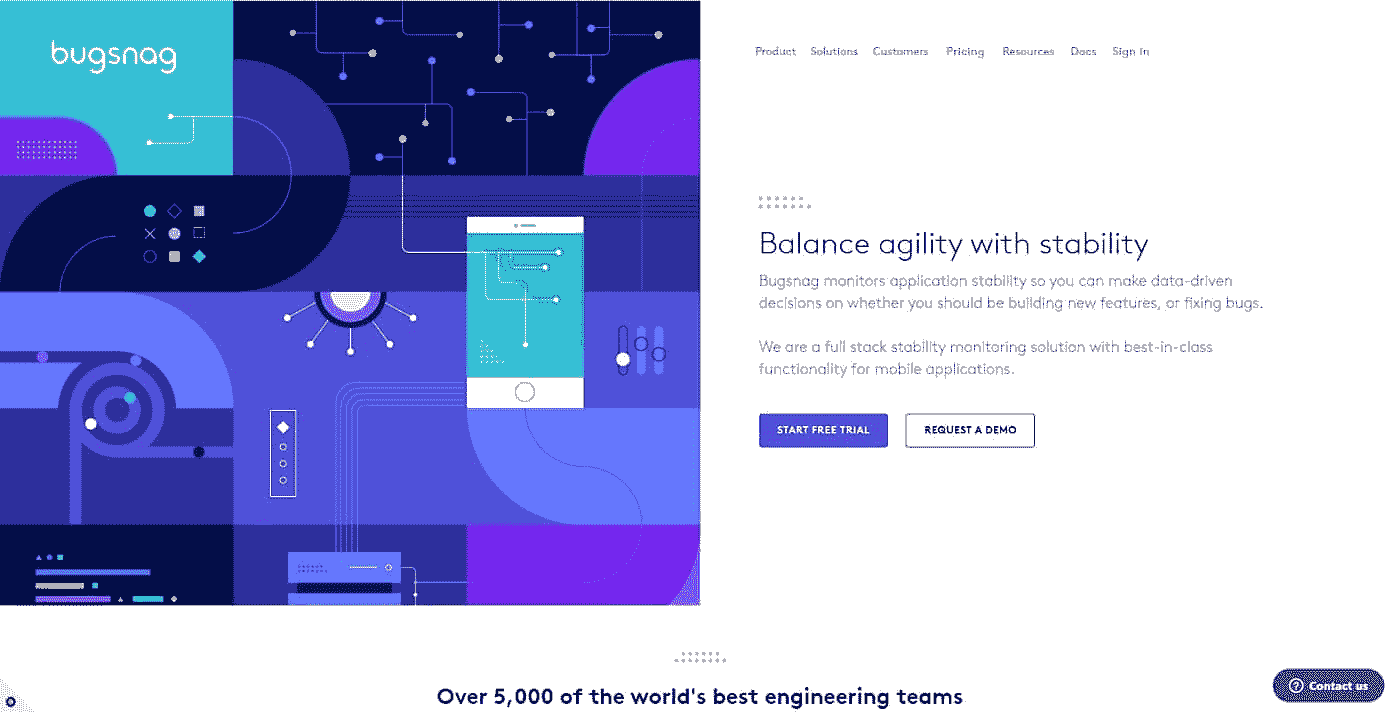 bugsnag
Product Solutions Customers Pricing Resources Docs Sign In
Balance agility with stability
Bugsnag monitors application stability so you can make data-driven
decisions on whether you should be building new features, or fixing bugs.
We are a full stack stability monitoring solution with best-in-class
functionality for mobile applications.
START FREE TRIAL REQUEST A DEMO
Over 5,000 of the world's best engineering teams
Contact us